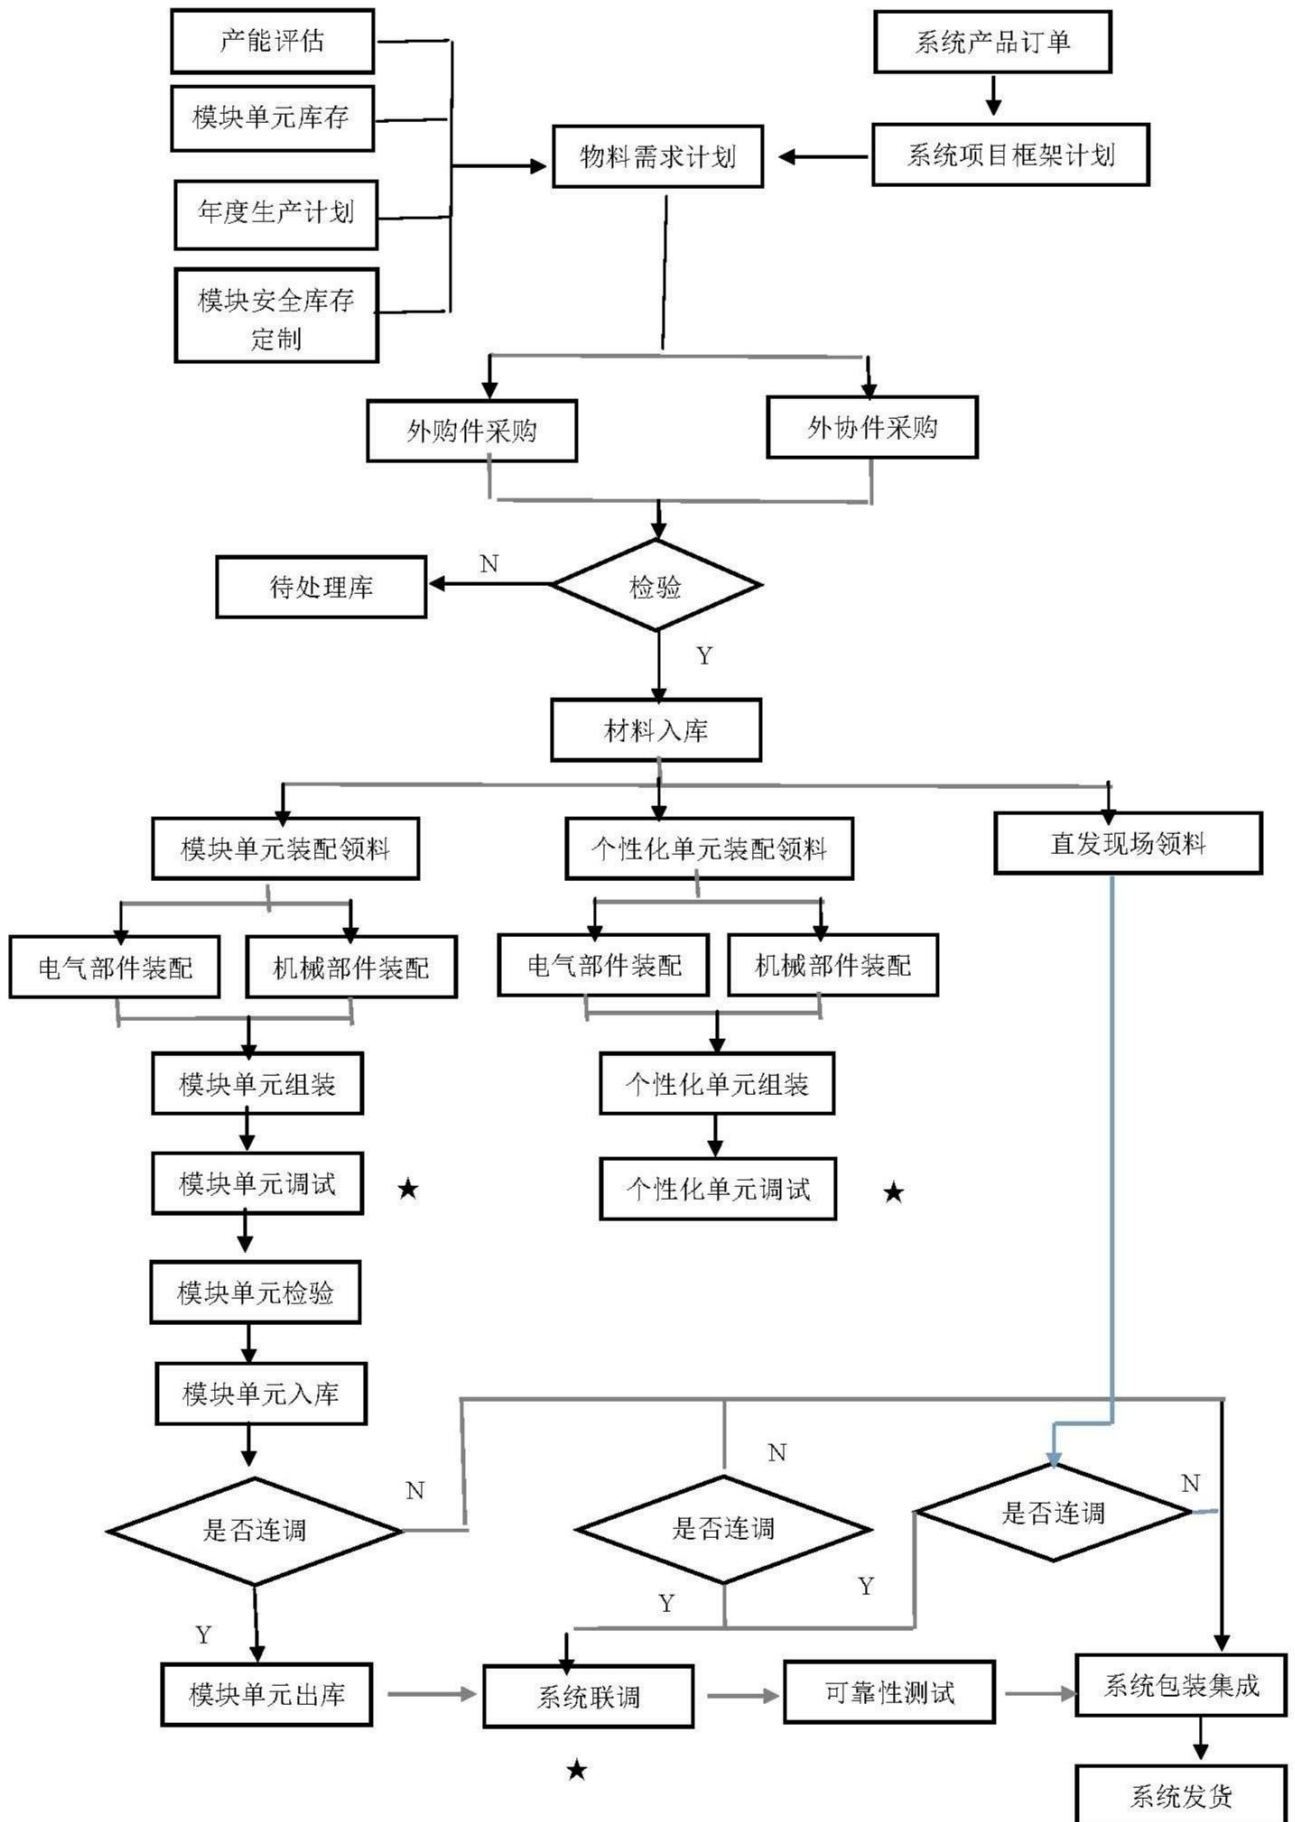 产能评估
系统产品订单
模块单元库存
物料需求计划
系统项目框架计划
年度生产计划
模块安全库存
定制
外购件采购
外协件采购
N
待处理库
检验
Y
材料入库
模块单元装配领料
个性化单元装配领料
直发现场领料
电气部件装配
机械部件装配
电气部件装配
机械部件装配
模块单元组装
个性化单元组装
模块单元调试
★
个性化单元调试
★
模块单元检验
模块单元入库
N
N
N
是否连调
是否连调
是否连调
Y
Y
Y
模块单元出库
系统联调
可靠性测试
系统包装集成
★
系统发货